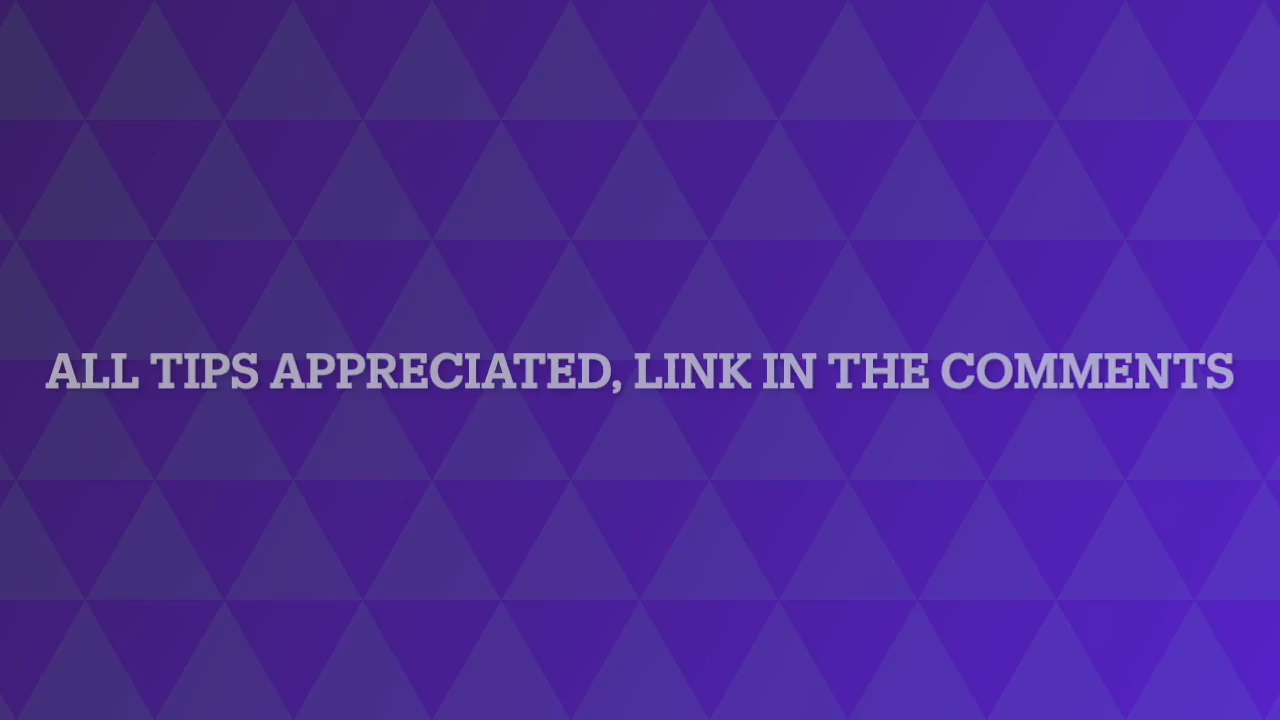 ALL TIPS APPRECIATED, LINK IN THE COMMENTS